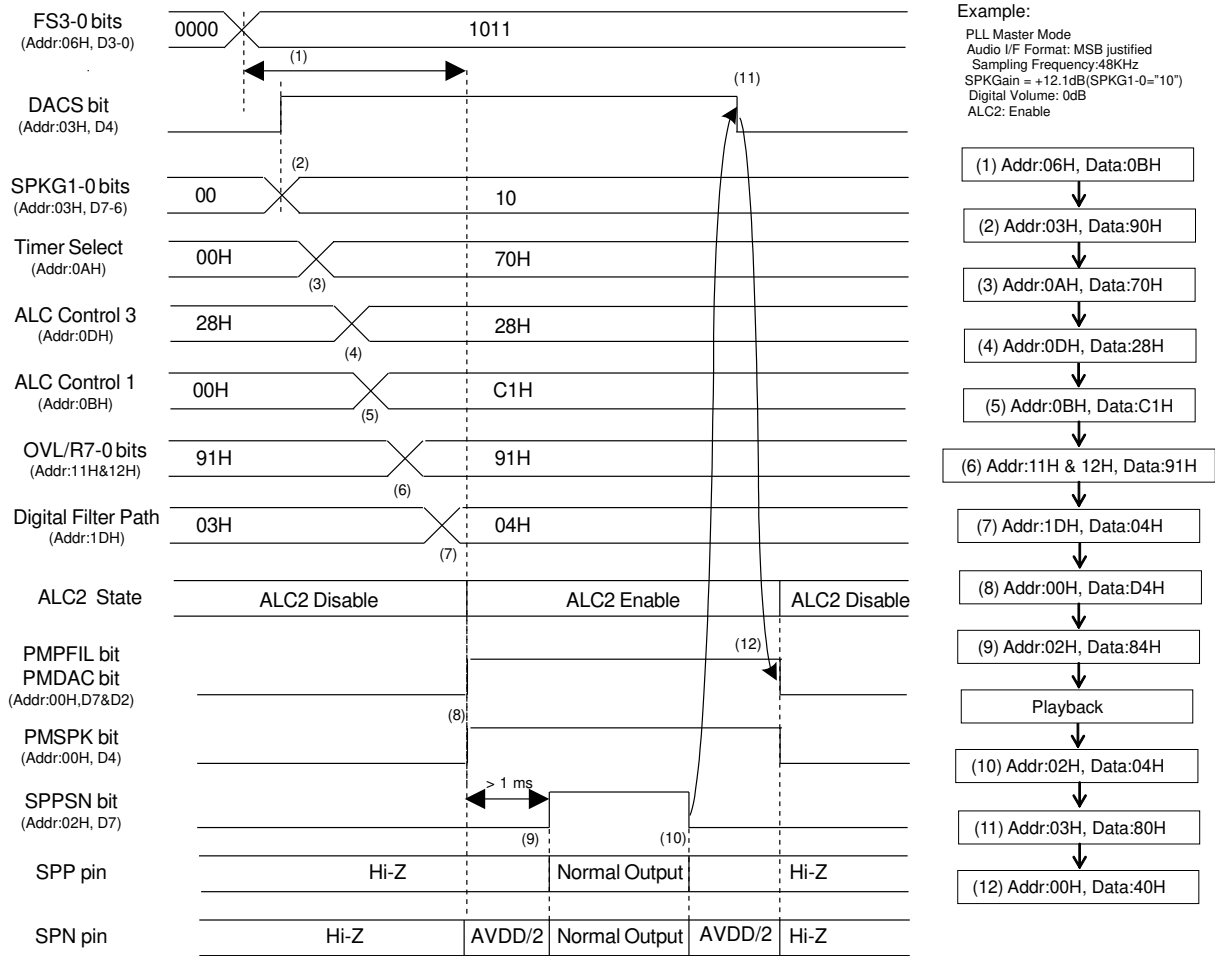 FS3-0 bits
(Addr:06H, D3-0)
0000
1011
(1)
DACS bit
(Addr:03H, D4)
(11)
(2)
SPKG1-0 bits
(Addr:03H, D7-6)
00
10
Timer Select
(Addr:0AH)
00H
70H
(3)
ALC Control 3
(Addr:0DH)
28H
28H
(4)
ALC Control 1
(Addr:0BH)
00H
C1H
(5)
OVL/R7-0 bits
(Addr:11H&12H)
91H
91H
(6)
Digital Filter Path
(Addr:1DH)
03H
04H
(7)
ALC2 State
ALC2 Disable
ALC2 Enable
ALC2 Disable
PMPFIL bit
PMDAC bit
(Addr:00H,D7&D2)
(12)
(8)
PMSPK bit
(Addr:00H, D4)
> 1 ms
SPPSN bit
(Addr:02H, D7)
(9)
(10)
SPP pin
Hi-Z
Normal Output
Hi-Z
SPN pin
Hi-Z
AVDD/2
Normal Output
AVDD/2
Hi-Z
Example:
PLL Master Mode
Audio I/F Format: MSB justified
Sampling Frequency:48KHz
SPKGain = +12.1dB(SPKG1-0="10")
Digital Volume: 0dB
ALC2: Enable
(1) Addr:06H, Data:0BH
(2) Addr:03H, Data:90H
(3) Addr:0AH, Data:70H
(4) Addr:0DH, Data:28H
(5) Addr:0BH, Data:C1H
(6) Addr:11H & 12H, Data:91H
(7) Addr:1DH, Data:04H
(8) Addr:00H, Data:D4H
(9) Addr:02H, Data:84H
Playback
(10) Addr:02H, Data:04H
(11) Addr:03H, Data:80H
(12) Addr:00H, Data:40H